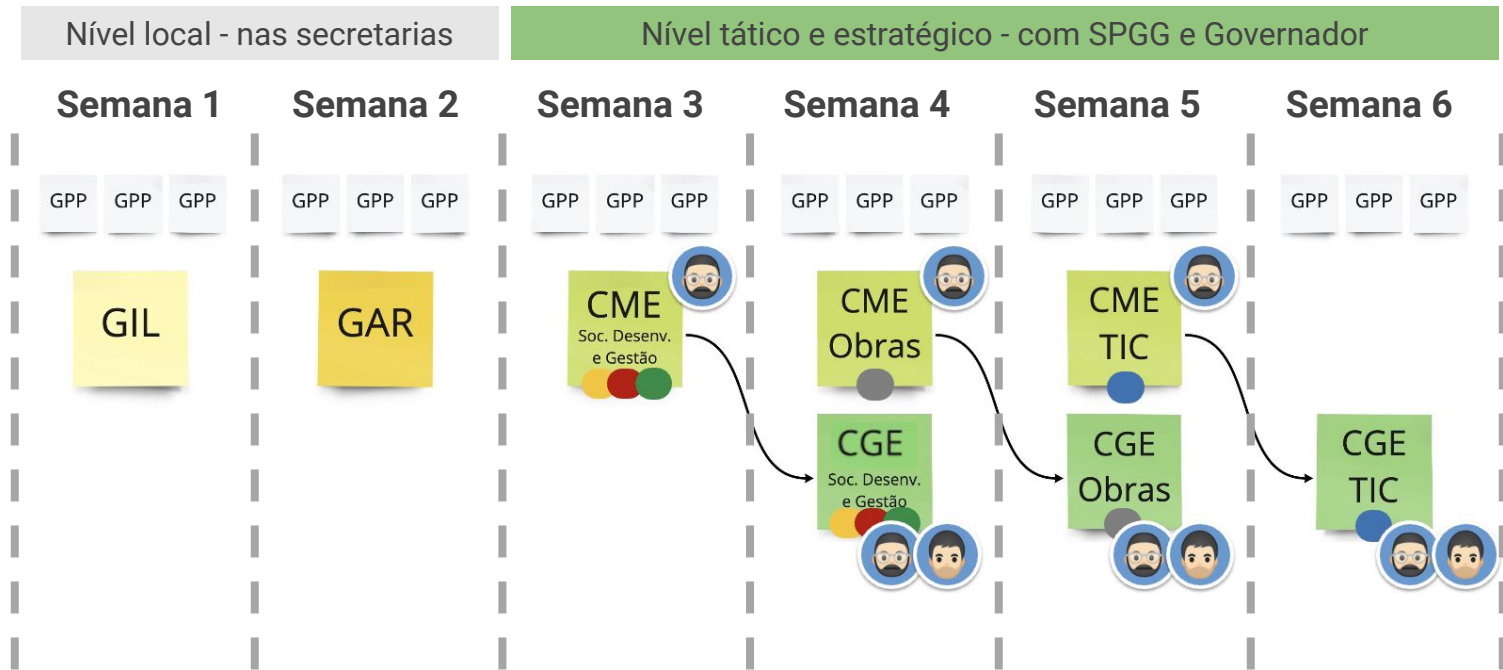 Nível local - nas secretarias
Nível tático e estratégico - com SPGG e Governador
Semana 1
Semana 2
Semana 3
Semana 4
Semana 5
Semana 6
GPP GPP GPP
GPP GPP GPP
GPP GPP GPP
GPP GPP GPP
GPP GPP GPP
GPP GPP GPP
GIL
GAR
CME
Soc. Desenv.
e Gestão
CME
Obras
CME
TIC
CGE
Soc. Desenv.
e Gestão
CGE
Obras
CGE
TIC